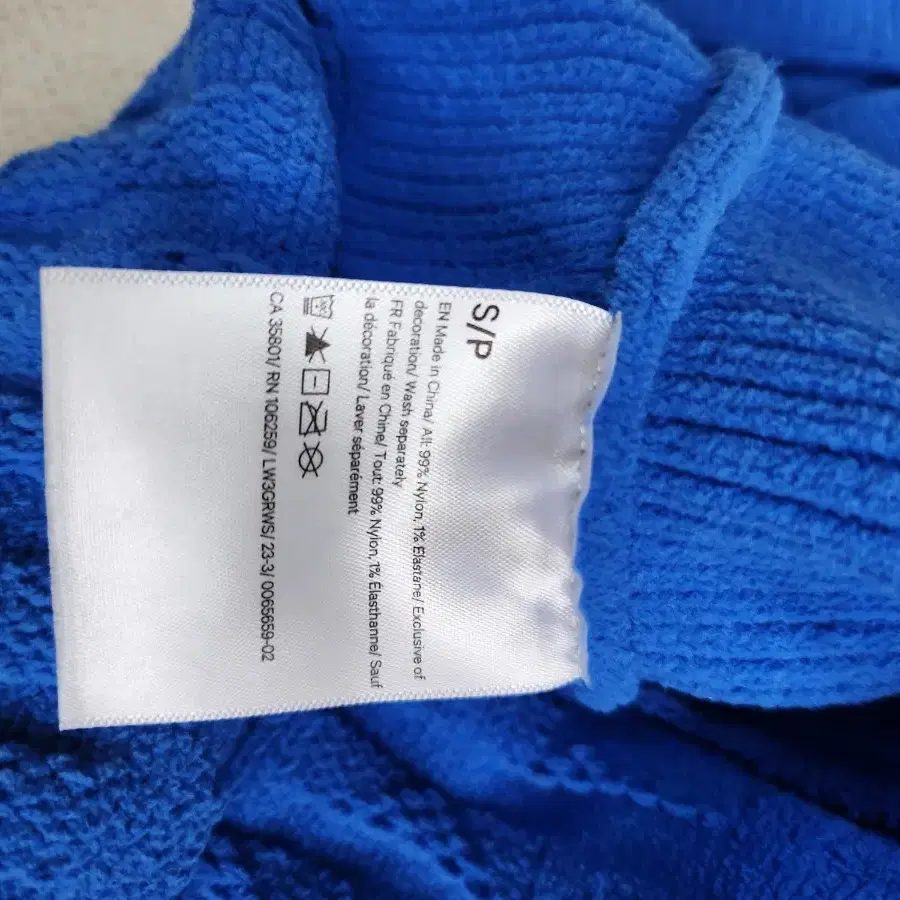 S/P
EN Made in China/ All: 99% Nylon, 1% Elastane/ Exclusive of
decoration/ Wash separately
FR Fabriqué en Chine/ Tout: 99% Nylon, 1% Élasthanne/ Sauf
la décoration/ Laver séparément
CA 35801/ RN 106259/ LW3GRWS/ 23-3/ 0065659-02